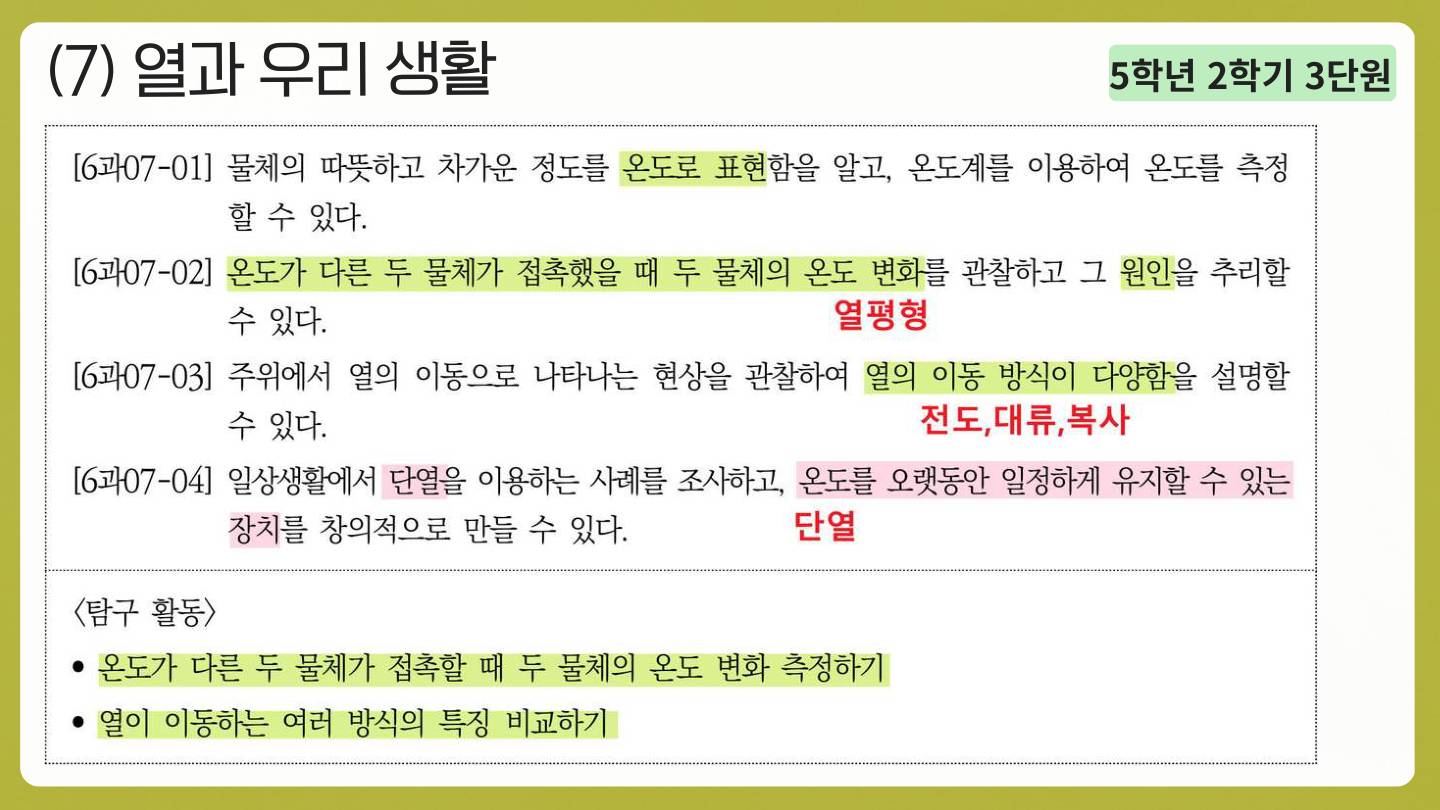 (7) 열과 우리 생활
5학년 2학기 3단원
[6과07-01] 물체의 따뜻하고 차가운 정도를 온도로 표현함을 알고, 온도계를 이용하여 온도를 측정
할 수 있다.
[6과07-02] 온도가 다른 두 물체가 접촉했을 때 두 물체의 온도 변화를 관찰하고 그 원인을 추리할
수 있다.
열평형
[6과07-03] 주위에서 열의 이동으로 나타나는 현상을 관찰하여 열의 이동 방식이 다양함을 설명할
수 있다.
전도,대류,복사
[6과07-04] 일상생활에서 단열을 이용하는 사례를 조사하고, 온도를 오랫동안 일정하게 유지할 수 있는
장치를 창의적으로 만들 수 있다.
단열
〈탐구 활동〉
• 온도가 다른 두 물체가 접촉할 때 두 물체의 온도 변화 측정하기
• 열이 이동하는 여러 방식의 특징 비교하기